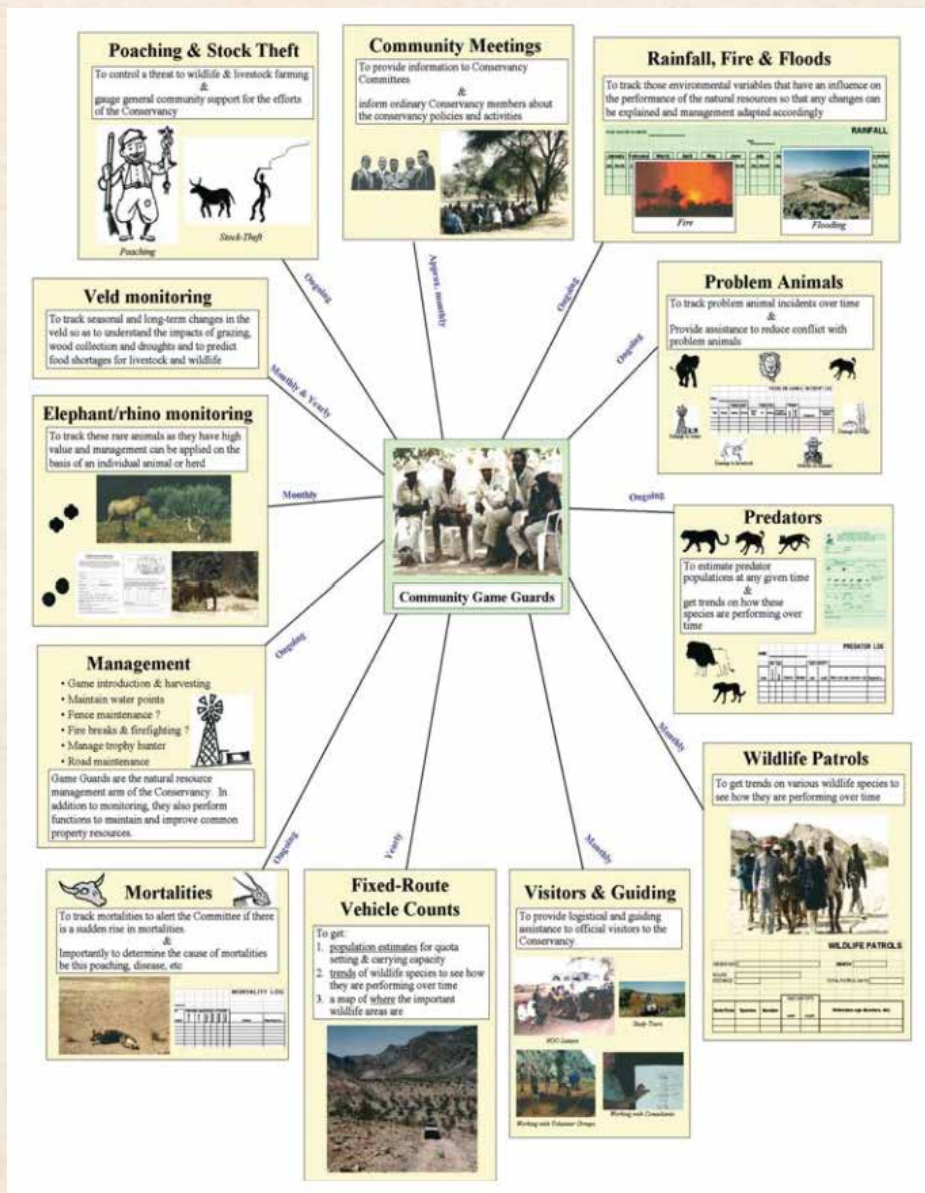 Poaching & Stock Theft
To control a threat to wildlife & livestock farming
&
gauge general community support for the efforts
of the Conservancy
Poaching
Stock-Theft
Community Meetings
To provide information to Conservancy
Committees
&
inform ordinary Conservancy members about
the conservancy policies and activities
Rainfall, Fire & Floods
To track those environmental variables that have an influence on
the performance of the natural resources so that any changes can
be explained and management adapted accordingly
RAINFALL
January February March April May June July
Fire
Flooding
Ongoing
Approx. monthly
Ongoing
Veld monitoring
To track seasonal and long-term changes in the
veld so as to understand the impacts of grazing,
wood collection and droughts and to predict
food shortages for livestock and wildlife
Monthly & Yearly
Problem Animals
To track problem animal incidents over time
&
Provide assistance to reduce conflict with
problem animals
PROBLEM ANIMAL INCIDENT LOG
Ongoing
Elephant/rhino monitoring
To track these rare animals as they have high
value and management can be applied on the
basis of an individual animal or herd
Monthly
Community Game Guards
Ongoing
Predators
To estimate predator
populations at any given time
&
get trends on how these
species are performing over
time
PREDATOR LOG
Management
• Game introduction & harvesting
• Maintain water points
• Fence maintenance ?
• Fire breaks & firefighting ?
• Manage trophy hunter
• Road maintenance
Game Guards are the natural resource
management arm of the Conservancy. In
addition to monitoring, they also perform
functions to maintain and improve common
property resources.
Ongoing
Monthly
Wildlife Patrols
To get trends on various wildlife species to
see how they are performing over time
WILDLIFE PATROLS
Date/Time Species Number
Ongoing
Mortalities
To track mortalities to alert the Committee if there
is a sudden rise in mortalities
&
Importantly to determine the cause of mortalities
be this poaching, disease, etc
MORTALITY LOG
Yearly
Fixed-Route
Vehicle Counts
To get:
1. population estimates for quota
setting & carrying capacity
2. trends of wildlife species to see how
they are performing over time
3. a map of where the important
wildlife areas are
Monthly
Visitors & Guiding
To provide logistical and guiding
assistance to official visitors to the
Conservancy.
NGO Liaison
Study Tours
Working with Volunteer Groups
Working with Consultants